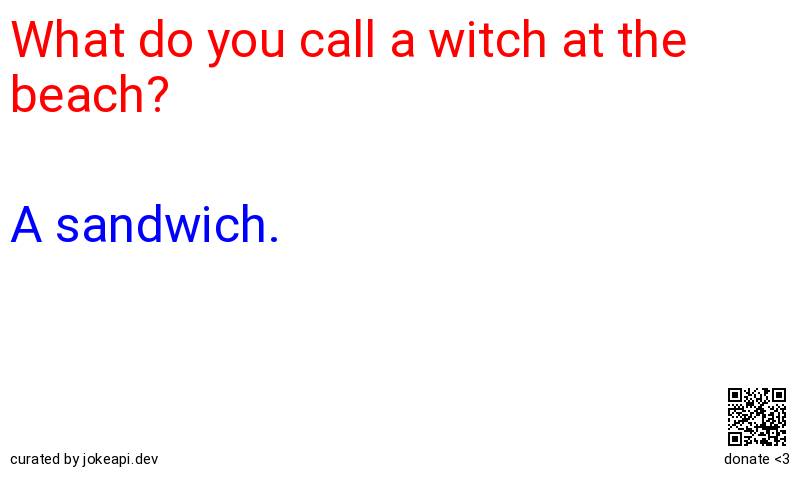 What do you call a witch at the
beach?
A sandwich.
curated by jokeapi.dev
donate <3